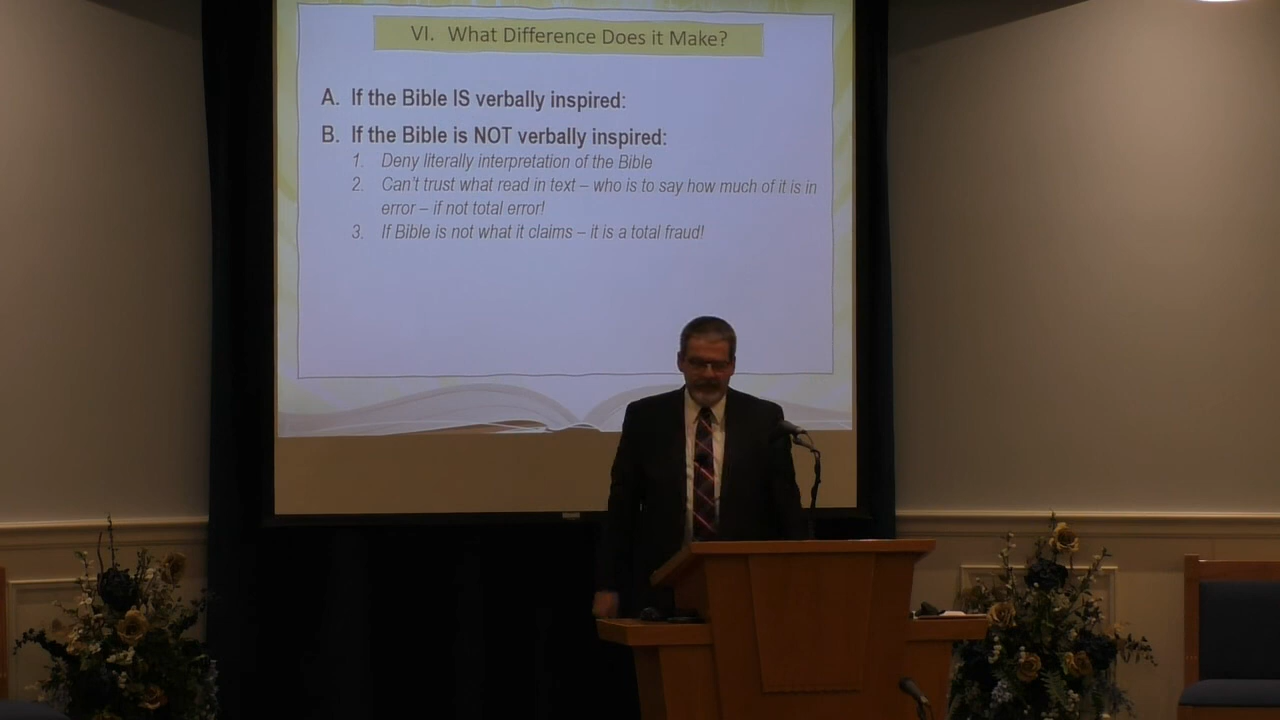 VI. What Difference Does it Make?
A. If the Bible IS verbally inspired:
B. If the Bible is NOT verbally inspired:
1. Deny literally interpretation of the Bible
2. Can't trust what read in text – who is to say how much of it is in
error – if not total error!
3. If Bible is not what it claims – it is a total fraud!